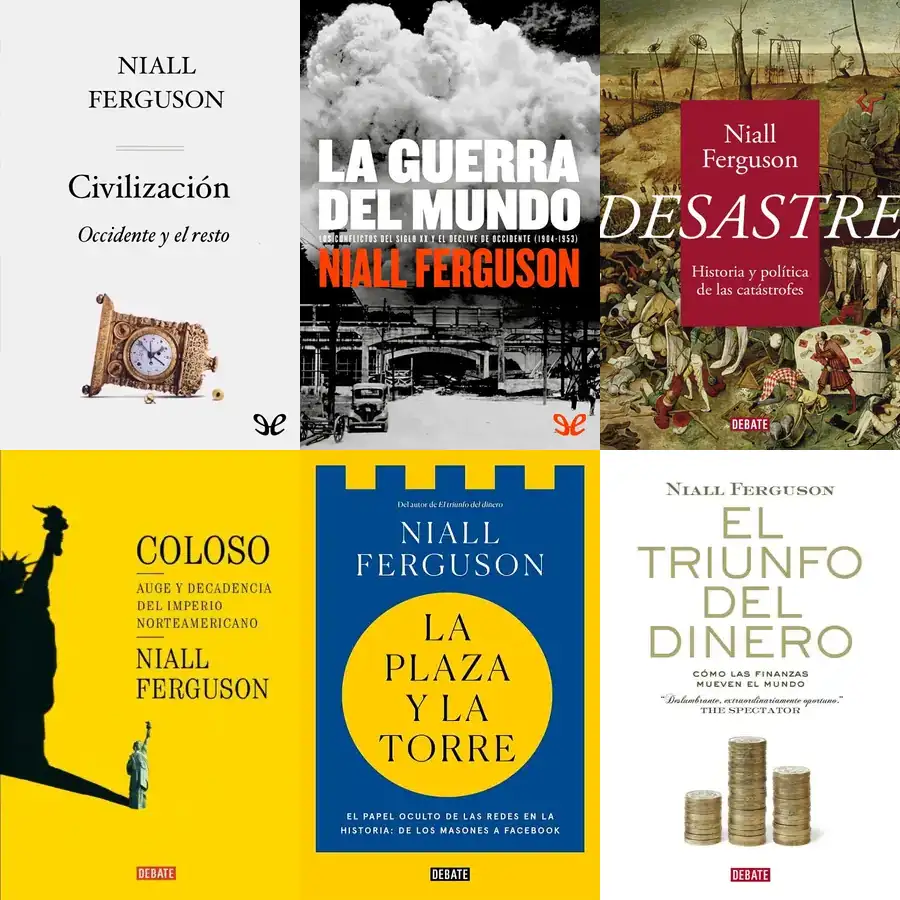 NIALL
FERGUSON
Civilización
Occidente y el resto
LA GUERRA
DEL MUNDO
LOS CONFLICTOS DEL SIGLO XX Y EL DECLIVE DE OCCIDENTE (1904-1953)
NIALL FERGUSON
Niall
Ferguson
DESASTRE
Historia y política
de las catástrofes
DEBATE
COLOSO
AUGE Y DECADENCIA
DEL IMPERIO
NORTEAMERICANO
NIALL
FERGUSON
DEBATE
Del autor de El triunfo del dinero
NIALL
FERGUSON
LA
PLAZA
Y LA
TORRE
EL PAPEL OCULTO DE LAS REDES EN LA
HISTORIA: DE LOS MASONES A FACEBOOK
DEBATE
NIALL FERGUSON
EL
TRIUNFO
DEL
DINERO
CÓMO LAS FINANZAS
MUEVEN EL MUNDO
“Deslumbrante, extraordinariamente oportuno.”
THE SPECTATOR
DEBATE